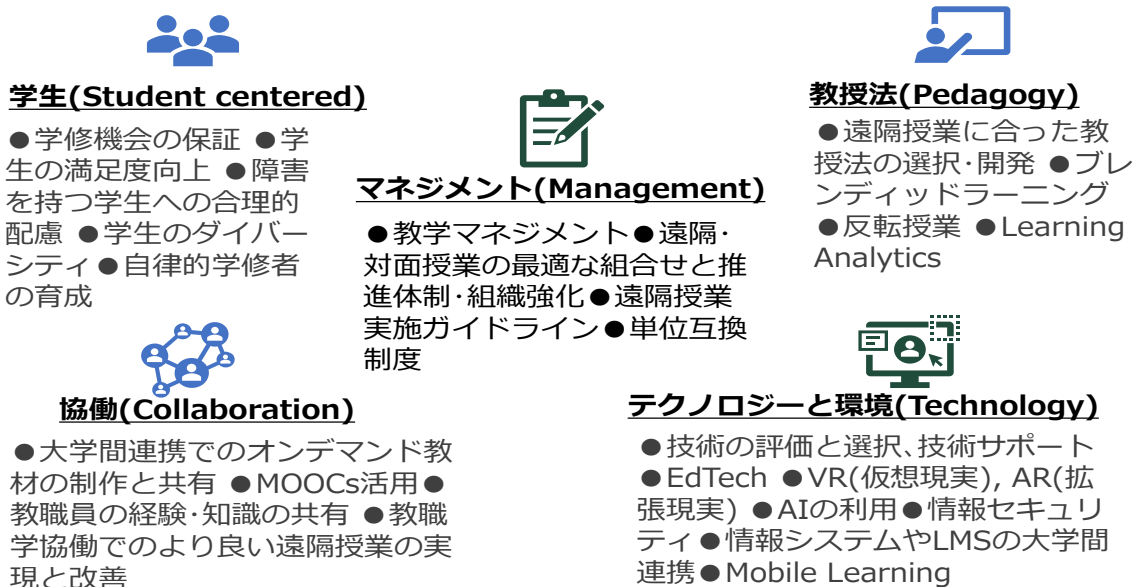 学生(Student centered)
●学修機会の保証 ●学
生の満足度向上 ●障害
を持つ学生への合理的
配慮 ●学生のダイバー
シティ●自律的学修者
の育成
マネジメント(Management)
●教学マネジメント●遠隔･
対面授業の最適な組合せと推
進体制･組織強化●遠隔授業
実施ガイドライン●単位互換
制度
教授法(Pedagogy)
●遠隔授業に合った教
授法の選択･開発 ●ブレ
ンディッドラーニング
●反転授業 ●Learning
Analytics
協働(Collaboration)
●大学間連携でのオンデマンド教
材の制作と共有 ●MOOCs活用●
教職員の経験･知識の共有 ●教職
学協働でのより良い遠隔授業の実
現と改善
テクノロジーと環境(Technology)
●技術の評価と選択､技術サポート
●EdTech ●VR(仮想現実), AR(拡
張現実) ●AIの利用●情報セキュリ
ティ●情報システムやLMSの大学間
連携●Mobile Learning